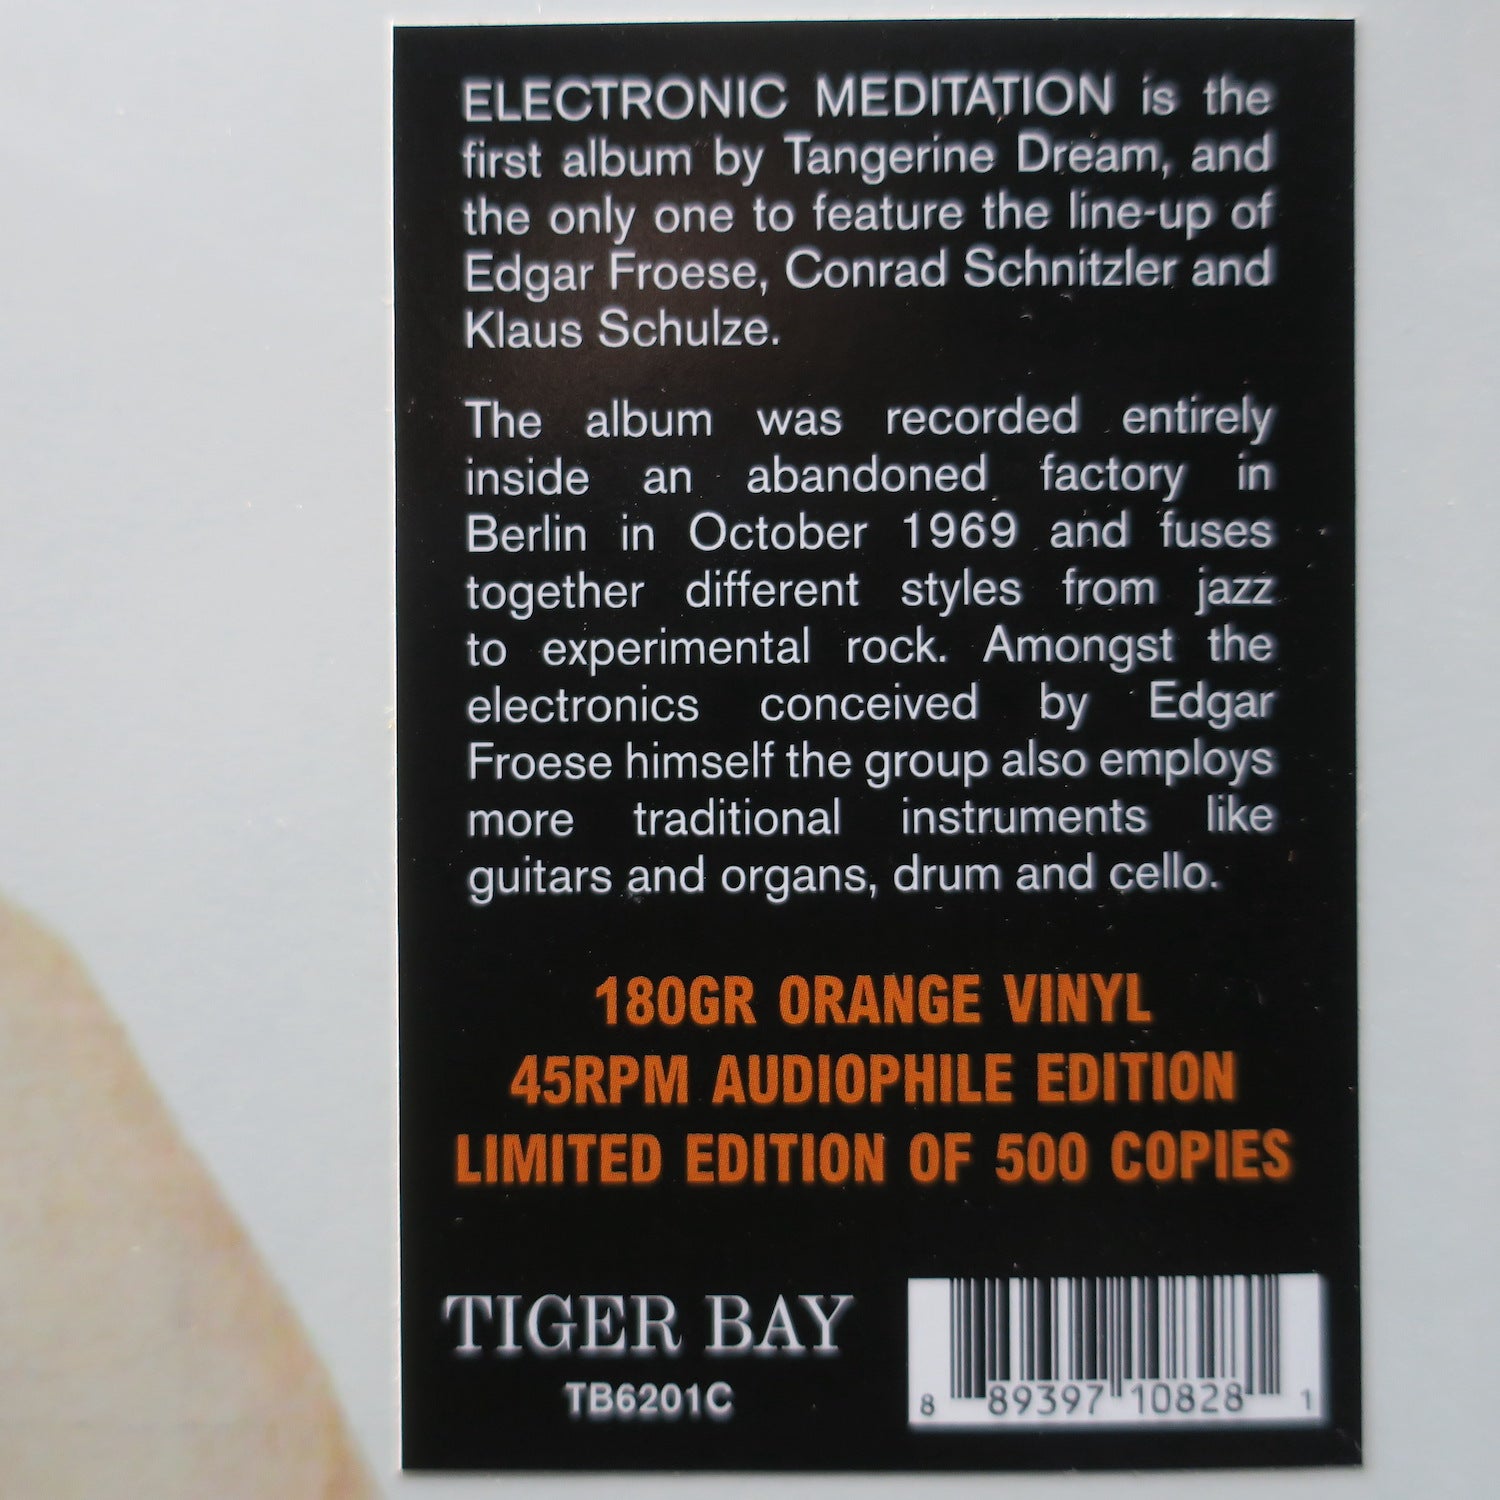 ELECTRONIC MEDITATION is the
first album by Tangerine Dream, and
the only one to feature the line-up of
Edgar Froese, Conrad Schnitzler and
Klaus Schulze.
The album was recorded entirely
inside an abandoned factory in
Berlin in October 1969 and fuses
together different styles from jazz
to experimental rock. Amongst the
electronics conceived by Edgar
Froese himself the group also employs
more traditional instruments like
guitars and organs, drum and cello.
180GR ORANGE VINYL
45RPM AUDIOPHILE EDITION
LIMITED EDITION OF 500 COPIES
TIGER BAY
TB6201C
8 89397 10828 1